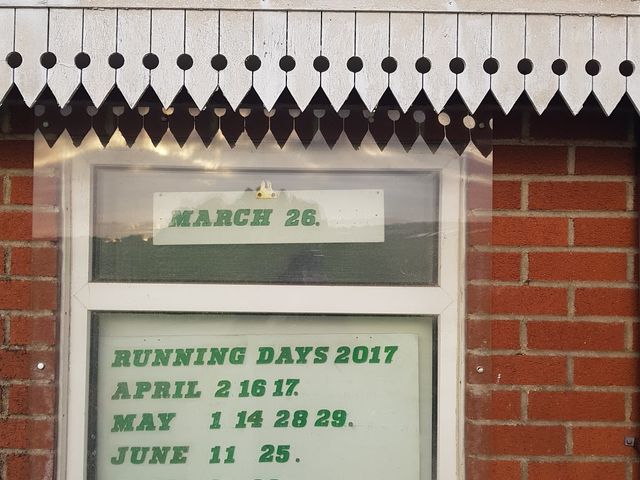 MARCH 26.
RUNNING DAYS 2017
APRIL 2 16 17.
MAY 1 14 28 29.
JUNE 11 25.